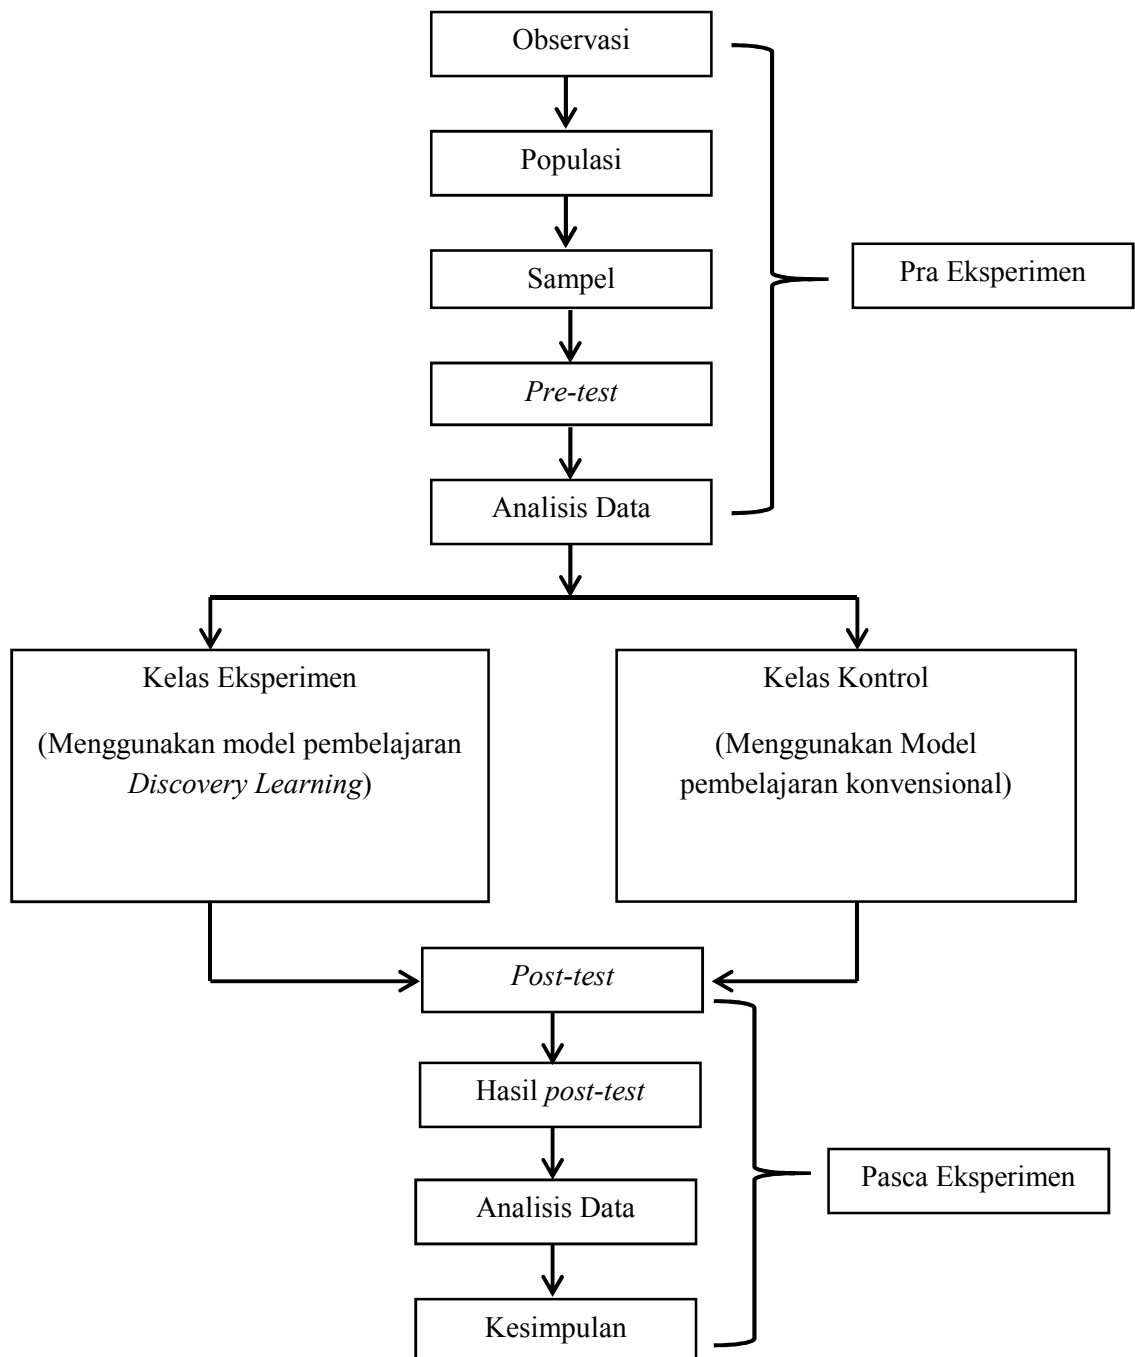 Observasi
Populasi
Sampel
Pra Eksperimen
Pre-test
Analisis Data
Kelas Eksperimen
(Menggunakan model pembelajaran
Discovery Learning)
Kelas Kontrol
(Menggunakan Model
pembelajaran konvensional)
Post-test
Hasil post-test
Pasca Eksperimen
Analisis Data
Kesimpulan